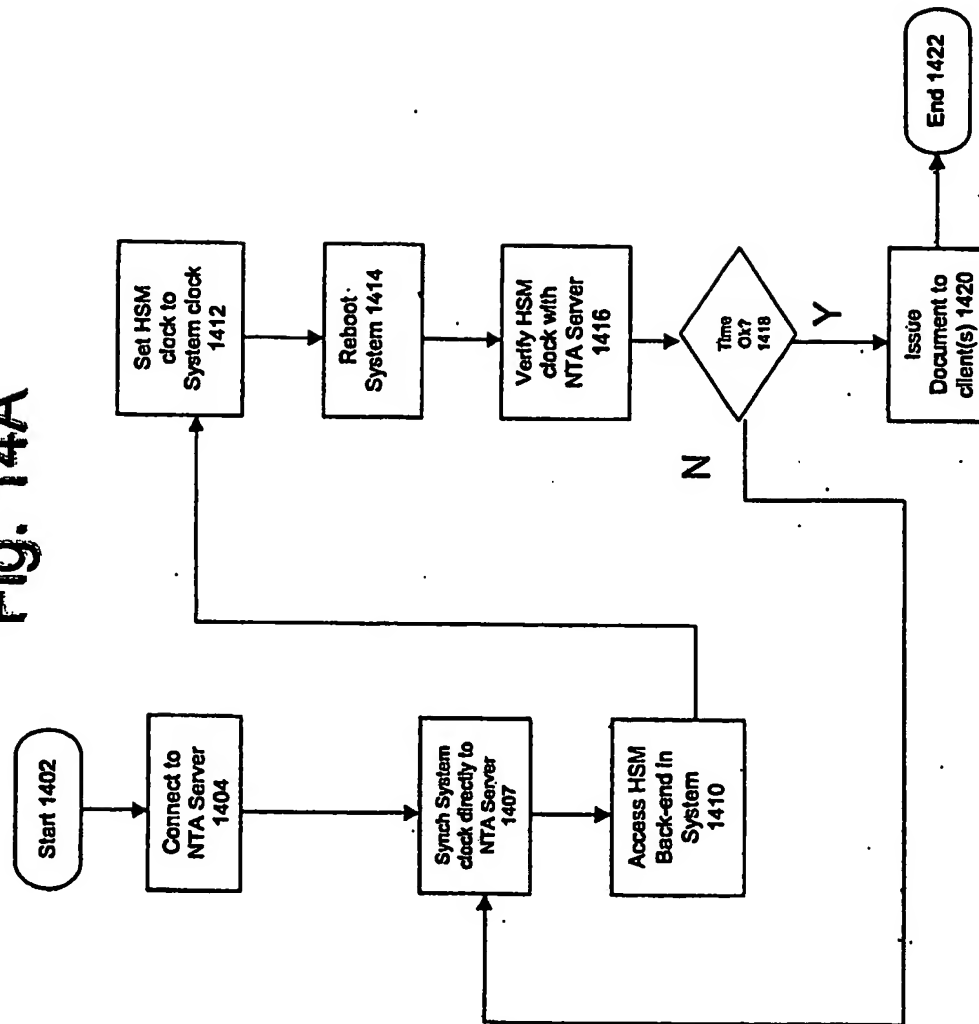 Fig. 14A
Start 1402
Connect to
NTA Server
1404
Synch System
clock directly to
NTA Server
1407
Access HSM
Back-end in
System
1410
Set HSM
clock to
System clock
1412
Reboot
System 1414
Verify HSM
clock with
NTA Server
1416
Time
Ok?
1418
N
Y
Issue
Document to
client(s) 1420
End 1422